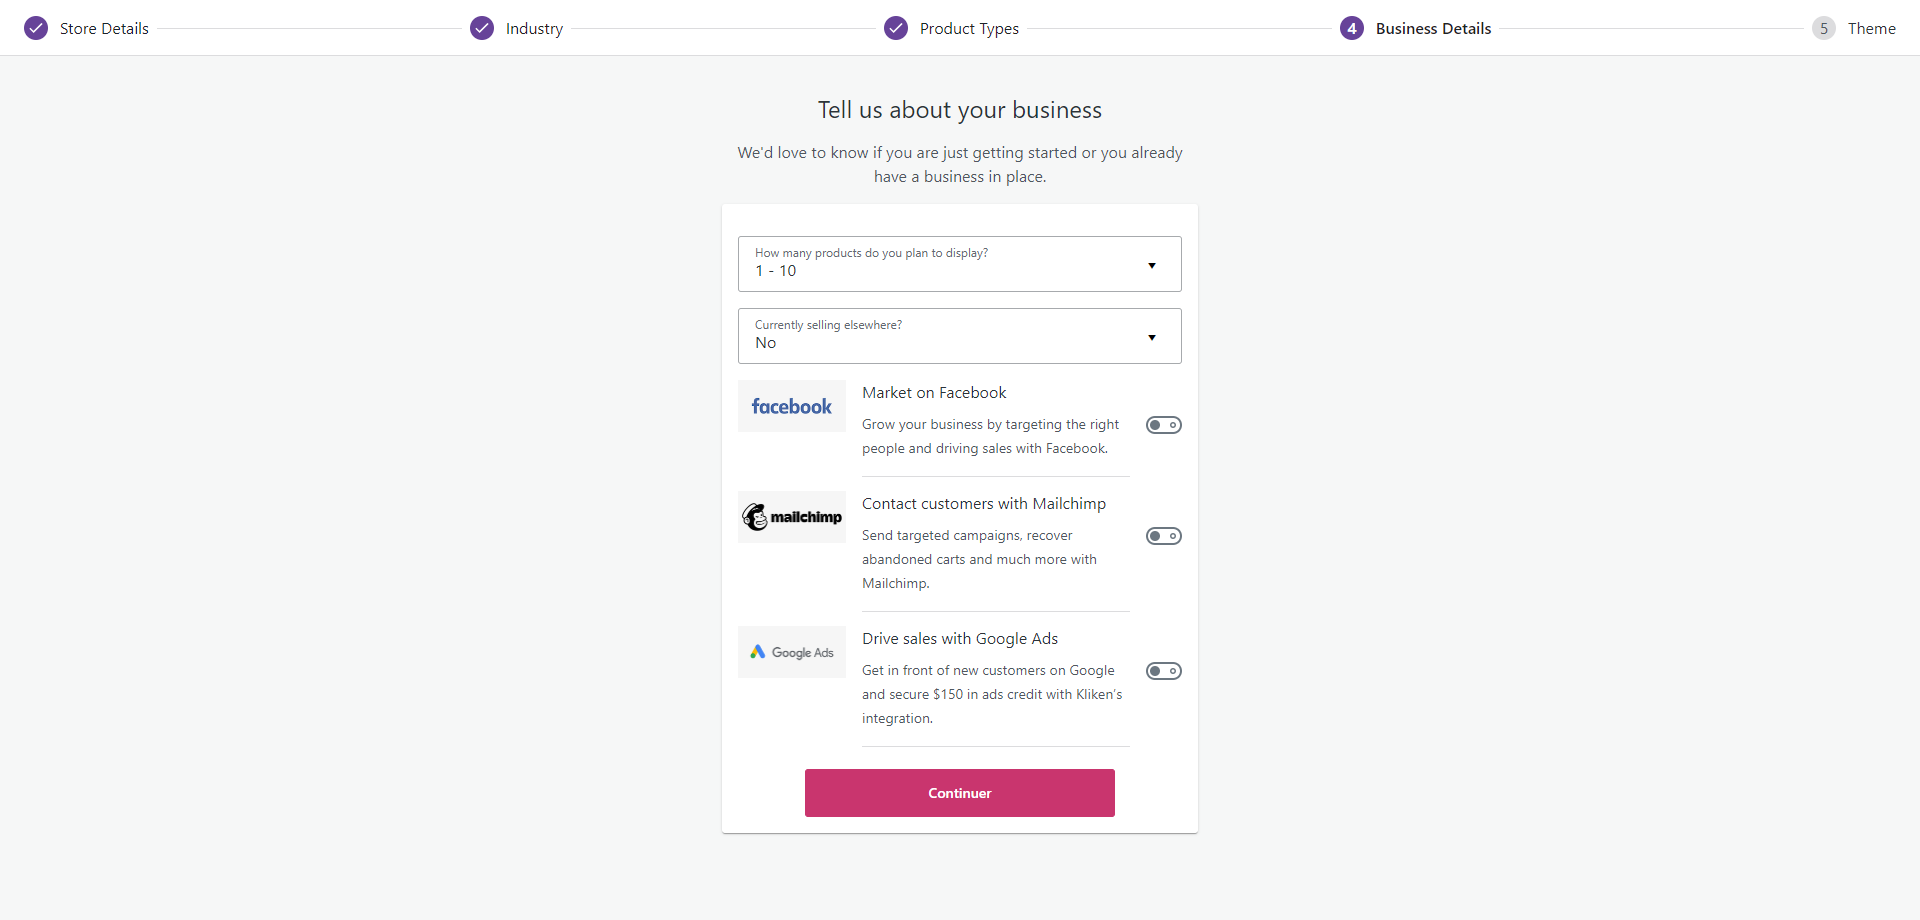 Store Details
Industry
Product Types
4 Business Details
5 Theme
Tell us about your business
We'd love to know if you are just getting started or you already
have a business in place.
How many products do you plan to display?
1 - 10
Currently selling elsewhere?
No
facebook
Market on Facebook
Grow your business by targeting the right
people and driving sales with Facebook.
mailchimp
Contact customers with Mailchimp
Send targeted campaigns, recover
abandoned carts and much more with
Mailchimp.
Google Ads
Drive sales with Google Ads
Get in front of new customers on Google
and secure $150 in ads credit with Kliken's
integration.
Continuer